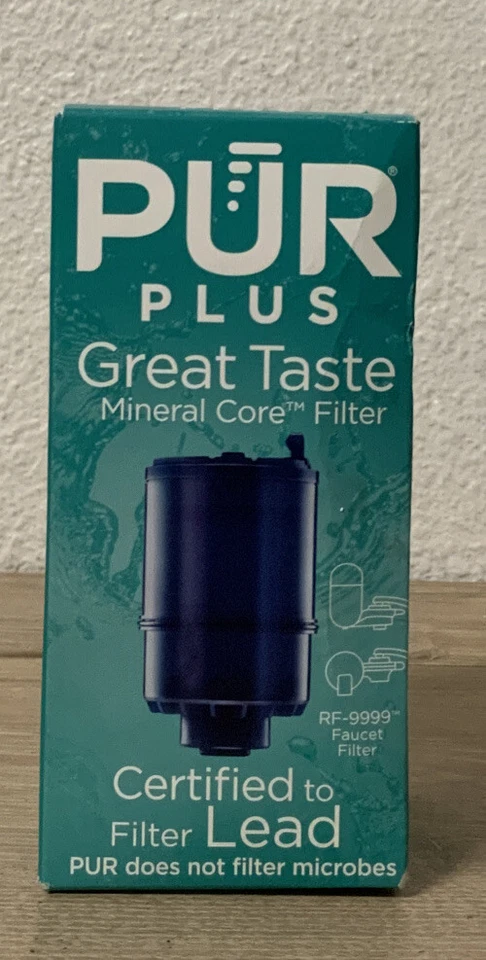 PUR®
PLUS
Great Taste
Mineral Core™ Filter
RF-9999™
Faucet
Filter
Certified to
Filter Lead
PUR does not filter microbes